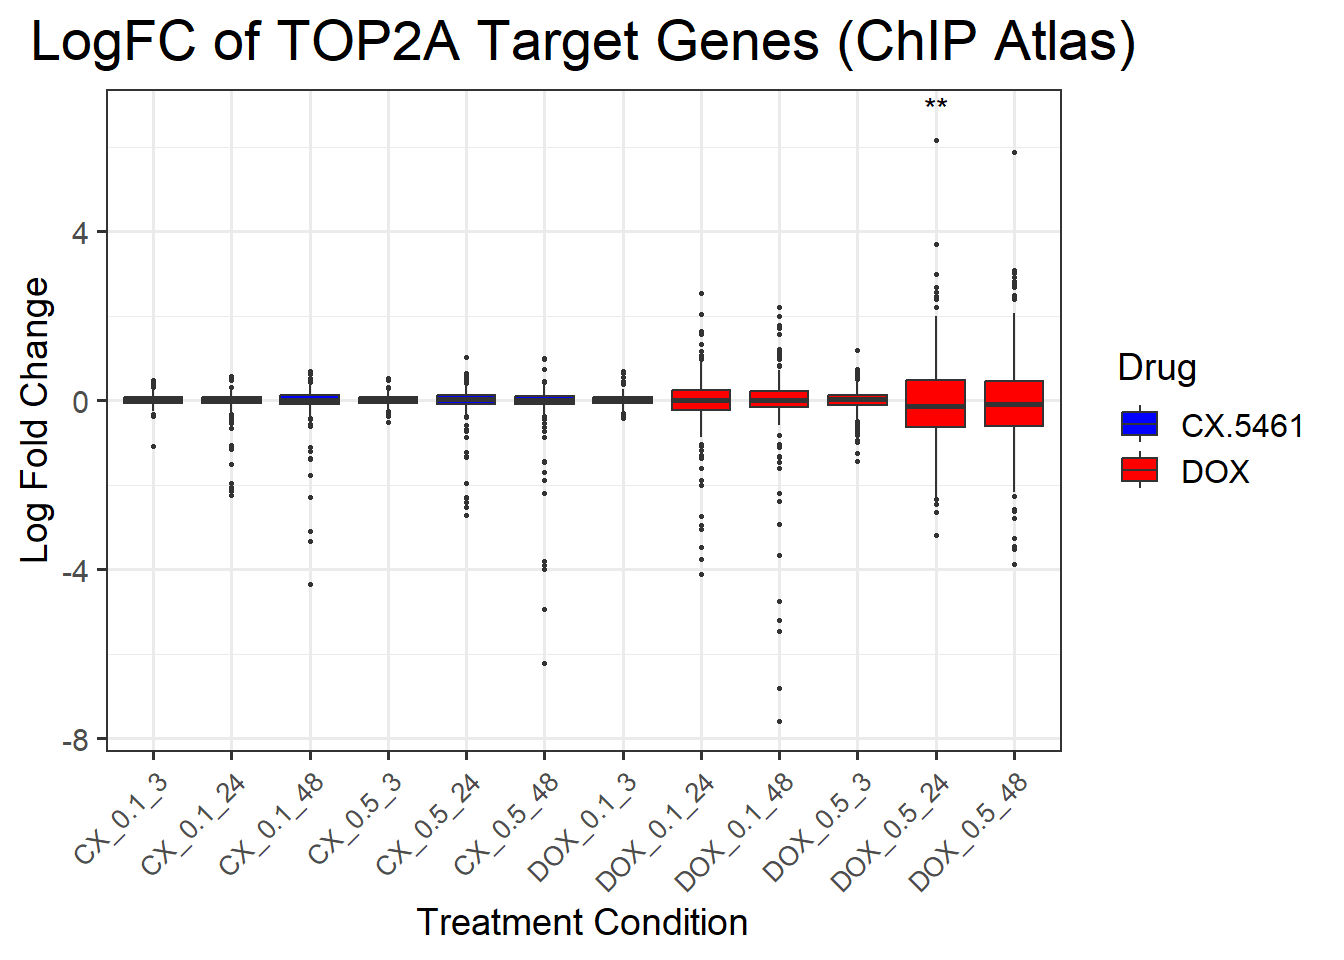 LogFC of TOP2A Target Genes (ChIP Atlas)
**
4
0
-4
-8
Log Fold Change
CX_0.1_3
CX_0.1_24
CX_0.1_48
CX_0.5_3
CX_0.5_24
CX_0.5_48
DOX_0.1_3
DOX_0.1_24
DOX_0.1_48
DOX_0.5_3
DOX_0.5_24
DOX_0.5_48
Treatment Condition
Drug
CX.5461
DOX